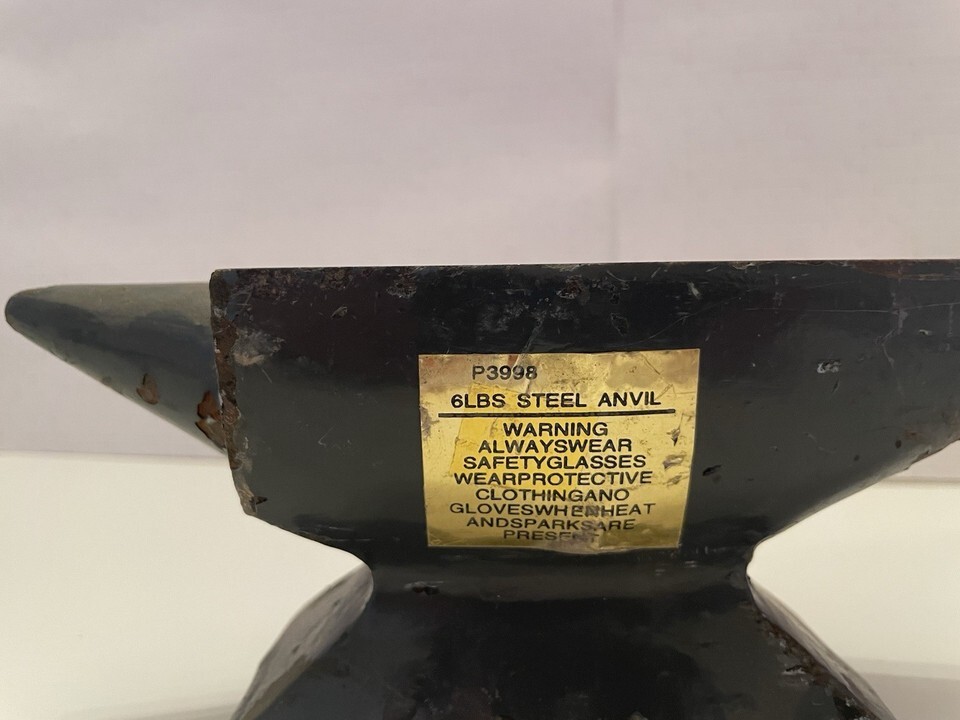 P3998
6LBS STEEL ANVIL
WARNING
ALWAYSWEAR
SAFETYGLASSES
WEARPROTECTIVE
CLOTHINGANO
GLOVESWHENHEAT
ANDSPARKSARE
PRESENT